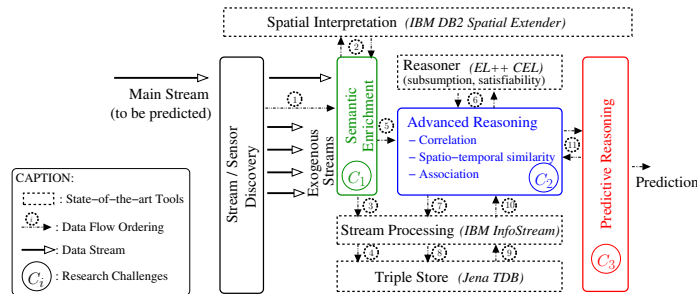 Spatial Interpretation (IBM DB2 Spatial Extender)
2
Main Stream
(to be predicted)
Stream / Sensor
Discovery
1
Exogenous
Streams
Semantic
Enrichment
C1
Reasoner (EL++ CEL)
(subsumption, satisfiability)
6
5
Advanced Reasoning
– Correlation
– Spatio−temporal similarity
– Association
C2
11
Predictive Reasoning
C3
Prediction
3
7
10
Stream Processing (IBM InfoStream)
4
8
9
Triple Store (Jena TDB)
CAPTION:
: State−of−the−art Tools
i
: Data Flow Ordering
: Data Stream
Ci : Research Challenges